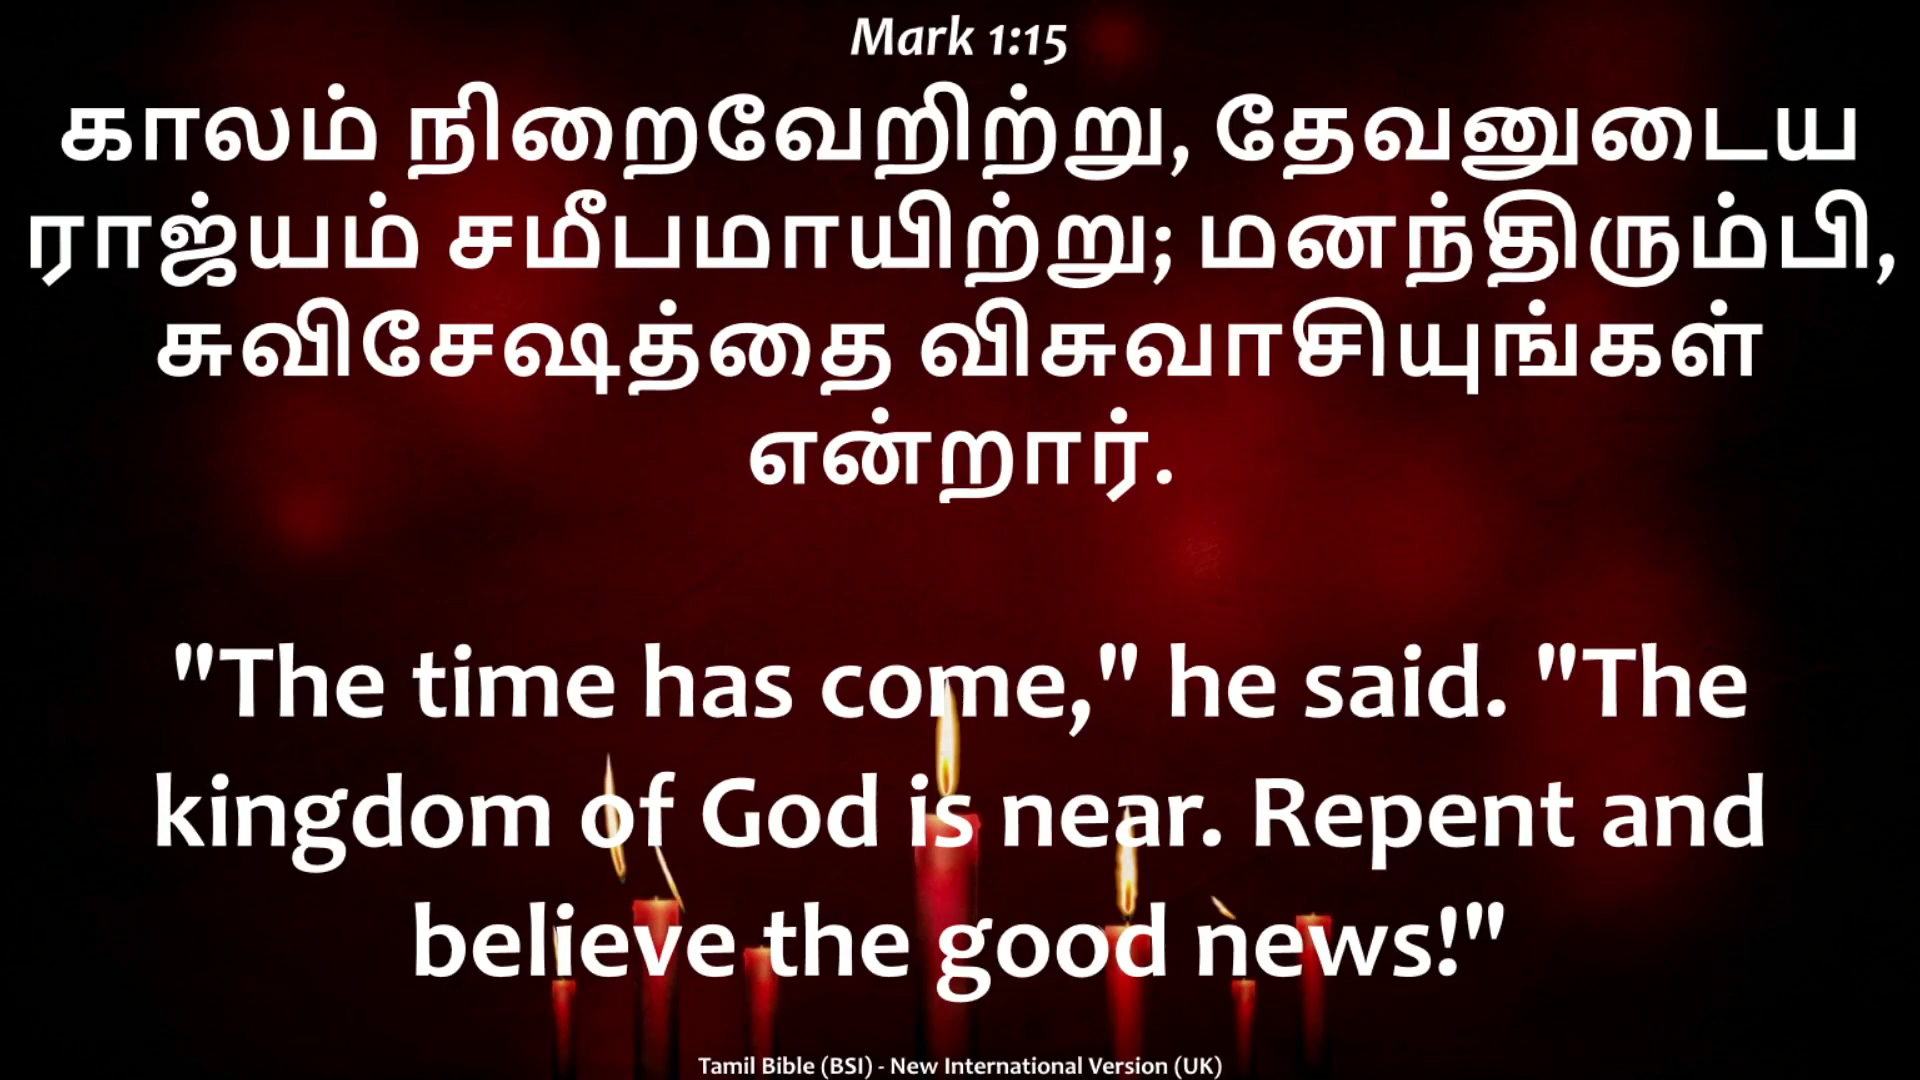 Mark 1:15
காலம் நிறைவேறிற்று, தேவனுடைய
ராஜ்யம் சமீபமாயிற்று; மனந்திரும்பி,
சுவிசேஷத்தை விசுவாசியுங்கள்
என்றார்.
"The time has come," he said. "The
kingdom of God is near. Repent and
believe the good news!"
Tamil Bible (BSI) - New International Version (UK)